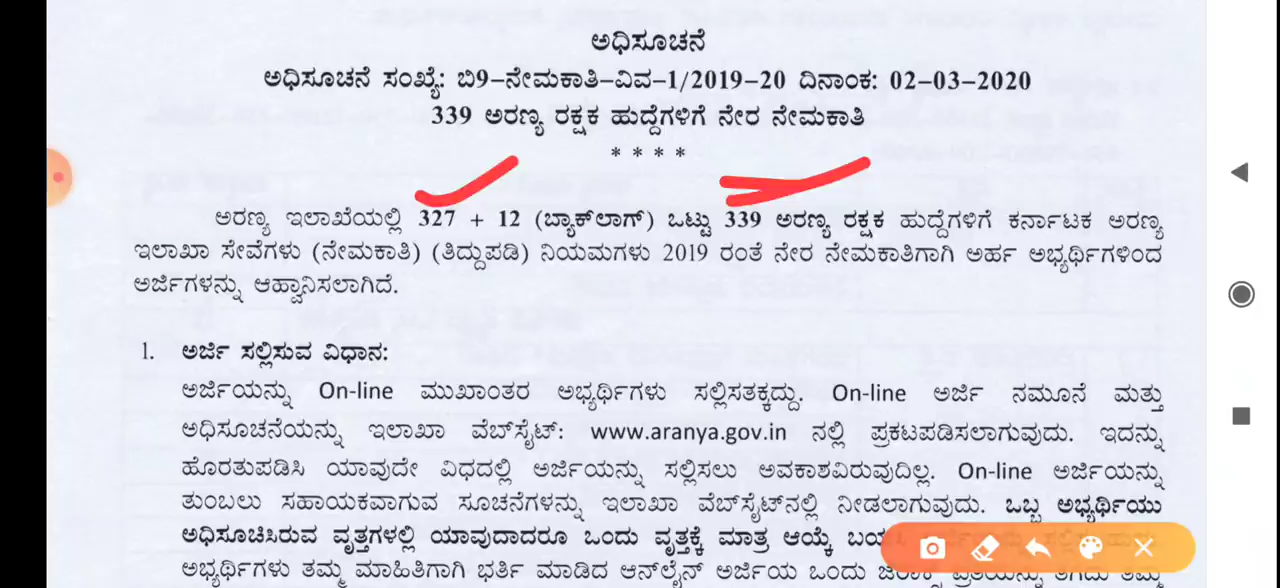 ಅಧಿಸೂಚನೆ
ಅಧಿಸೂಚನೆ ಸಂಖ್ಯೆ: ಬಿ9-ನೇಮಕಾತಿ-ವಿವ-1/2019-20 ದಿನಾಂಕ: 02-03-2020
339 ಅರಣ್ಯ ರಕ್ಷಕ ಹುದ್ದೆಗಳಿಗೆ ನೇರ ನೇಮಕಾತಿ
* * * *
ಅರಣ್ಯ ಇಲಾಖೆಯಲ್ಲಿ 327 + 12 (ಬ್ಯಾಕ್‌ಲಾಗ್) ಒಟ್ಟು 339 ಅರಣ್ಯ ರಕ್ಷಕ ಹುದ್ದೆಗಳಿಗೆ ಕರ್ನಾಟಕ ಅರಣ್ಯ
ಇಲಾಖಾ ಸೇವೆಗಳು (ನೇಮಕಾತಿ) (ತಿದ್ದುಪಡಿ) ನಿಯಮಗಳು 2019 ರಂತೆ ನೇರ ನೇಮಕಾತಿಗಾಗಿ ಅರ್ಹ ಅಭ್ಯರ್ಥಿಗಳಿಂದ
ಅರ್ಜಿಗಳನ್ನು ಆಹ್ವಾನಿಸಲಾಗಿದೆ.
1. ಅರ್ಜಿ ಸಲ್ಲಿಸುವ ವಿಧಾನ:
ಅರ್ಜಿಯನ್ನು On-line ಮುಖಾಂತರ ಅಭ್ಯರ್ಥಿಗಳು ಸಲ್ಲಿಸತಕ್ಕದ್ದು. On-line ಅರ್ಜಿ ನಮೂನೆ ಮತ್ತು
ಅಧಿಸೂಚನೆಯನ್ನು ಇಲಾಖಾ ವೆಬ್‌ಸೈಟ್: www.aranya.gov.in ನಲ್ಲಿ ಪ್ರಕಟಪಡಿಸಲಾಗುವುದು. ಇದನ್ನು
ಹೊರತುಪಡಿಸಿ ಯಾವುದೇ ವಿಧದಲ್ಲಿ ಅರ್ಜಿಯನ್ನು ಸಲ್ಲಿಸಲು ಅವಕಾಶವಿರುವುದಿಲ್ಲ. On-line ಅರ್ಜಿಯನ್ನು
ತುಂಬಲು ಸಹಾಯಕವಾಗುವ ಸೂಚನೆಗಳನ್ನು ಇಲಾಖಾ ವೆಬ್‌ಸೈಟ್‌ನಲ್ಲಿ ನೀಡಲಾಗುವುದು. ಒಬ್ಬ ಅಭ್ಯರ್ಥಿಯು
ಅಧಿಸೂಚಿಸಿರುವ ವೃತ್ತಗಳಲ್ಲಿ ಯಾವುದಾದರೂ ಒಂದು ವೃತ್ತಕ್ಕೆ ಮಾತ್ರ ಆಯ್ಕೆ
ಅಭ್ಯರ್ಥಿಗಳು ತಮ್ಮ ಮಾಹಿತಿಗಾಗಿ ಭರ್ತಿ ಮಾಡಿದ ಆನ್‌ಲೈನ್ ಅರ್ಜಿಯ ಒಂದು